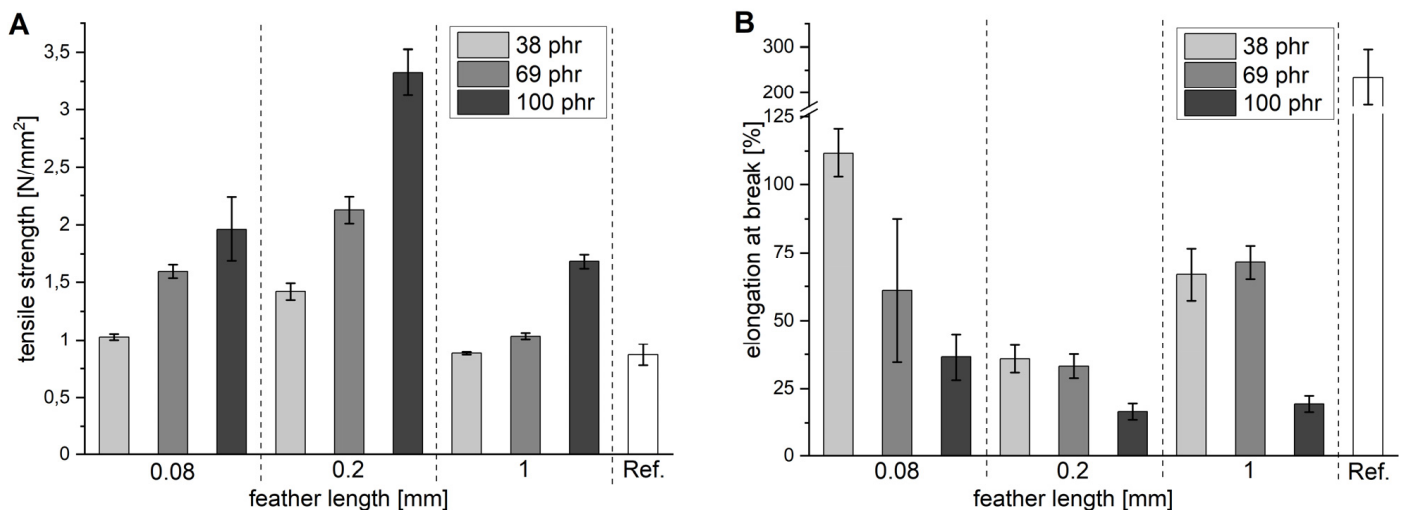 A
tensile strength [N/mm²]
3,5
3
2,5
2
1,5
1
0,5
0
38 phr
69 phr
100 phr
0.08
0.2
1
Ref.
feather length [mm]
B
elongation at break [%]
300
200
125
100
75
50
25
0
38 phr
69 phr
100 phr
0.08
0.2
1
Ref.
feather length [mm]